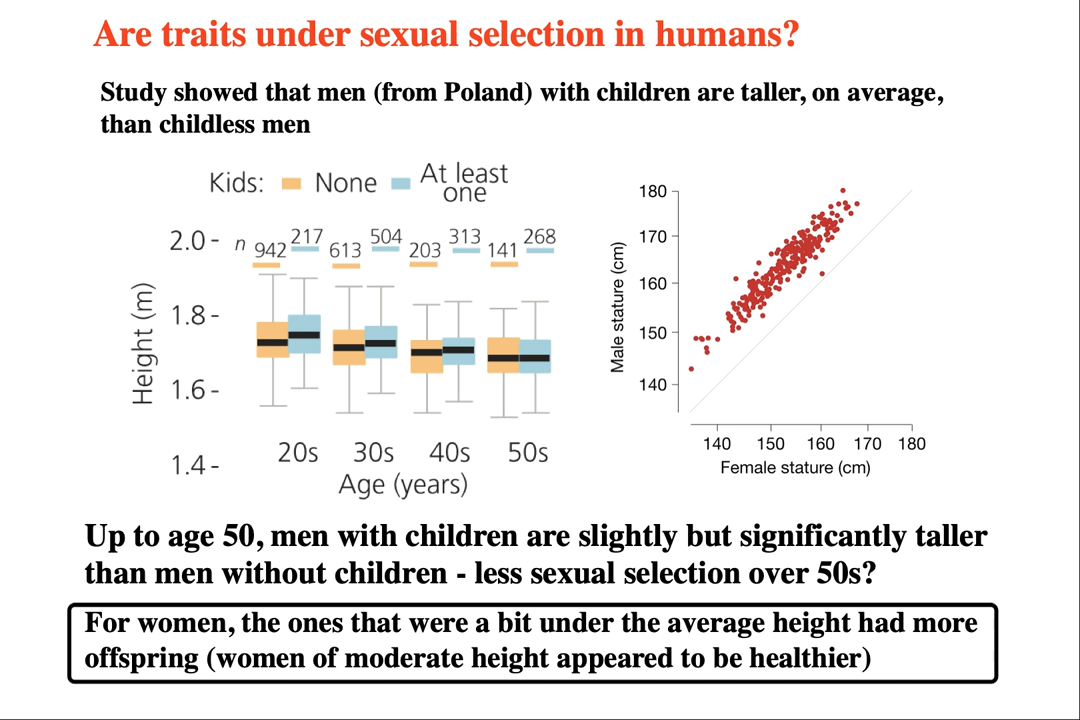 Are traits under sexual selection in humans?
Study showed that men (from Poland) with children are taller, on average,
than childless men
Kids: None At least
one
2.0- n 942 217 613 504 203 313 141 268
1.8-
1.6-
1.4-
Height (m)
20s 30s 40s 50s
Age (years)
180
170
160
150
140
Male stature (cm)
140 150 160 170 180
Female stature (cm)
Up to age 50, men with children are slightly but significantly taller
than men without children - less sexual selection over 50s?
For women, the ones that were a bit under the average height had more
offspring (women of moderate height appeared to be healthier)